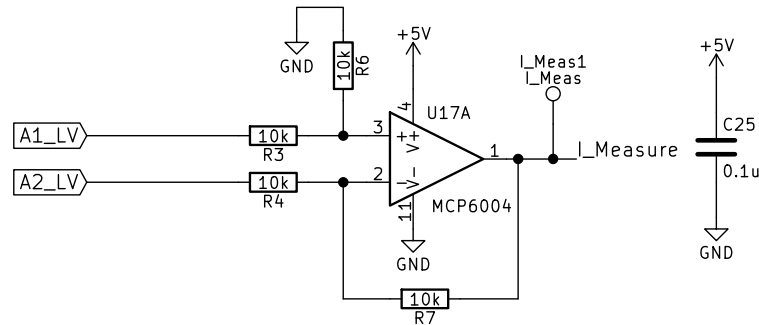 +5V
GND
10k
R6
I_Meas1
I_Meas
+5V
4
U17A
C25
A1_LV
10k
3
+
V+
R3
1
I_Measure
0.1u
A2_LV
10k
2
-
V-
R4
11
MCP6004
GND
GND
10k
R7